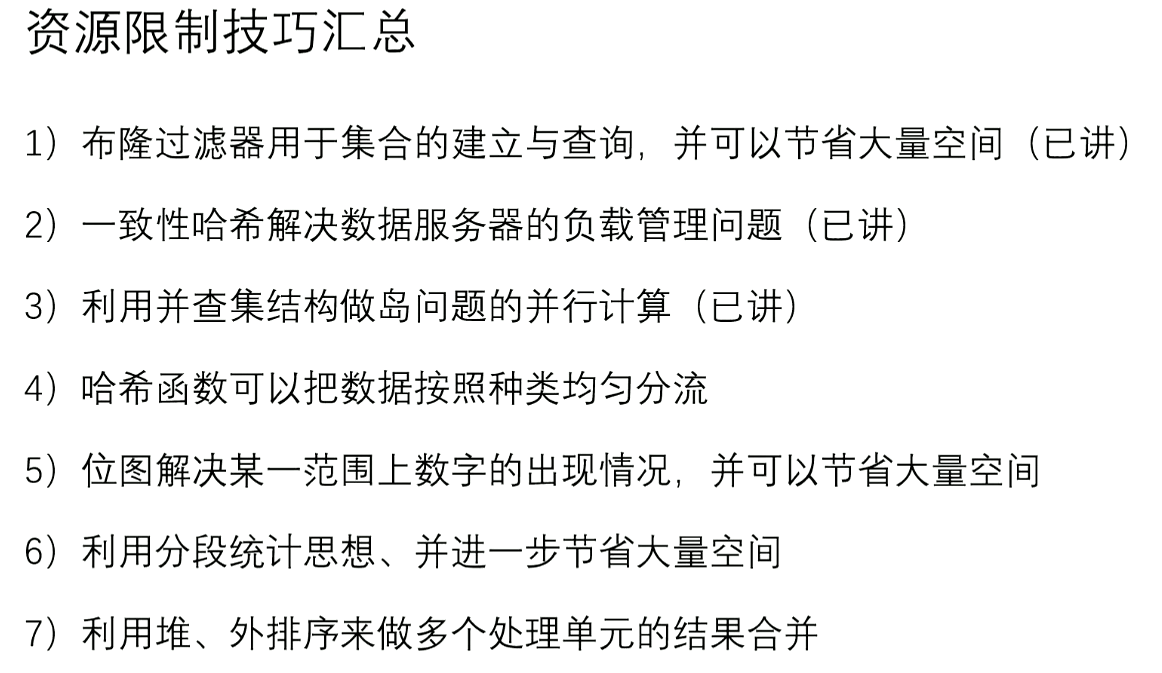 资源限制技巧汇总
1）布隆过滤器用于集合的建立与查询，并可以节省大量空间（已讲）
2）一致性哈希解决数据服务器的负载管理问题（已讲）
3）利用并查集结构做岛问题的并行计算（已讲）
4）哈希函数可以把数据按照种类均匀分流
5）位图解决某一范围上数字的出现情况，并可以节省大量空间
6）利用分段统计思想、并进一步节省大量空间
7）利用堆、外排序来做多个处理单元的结果合并